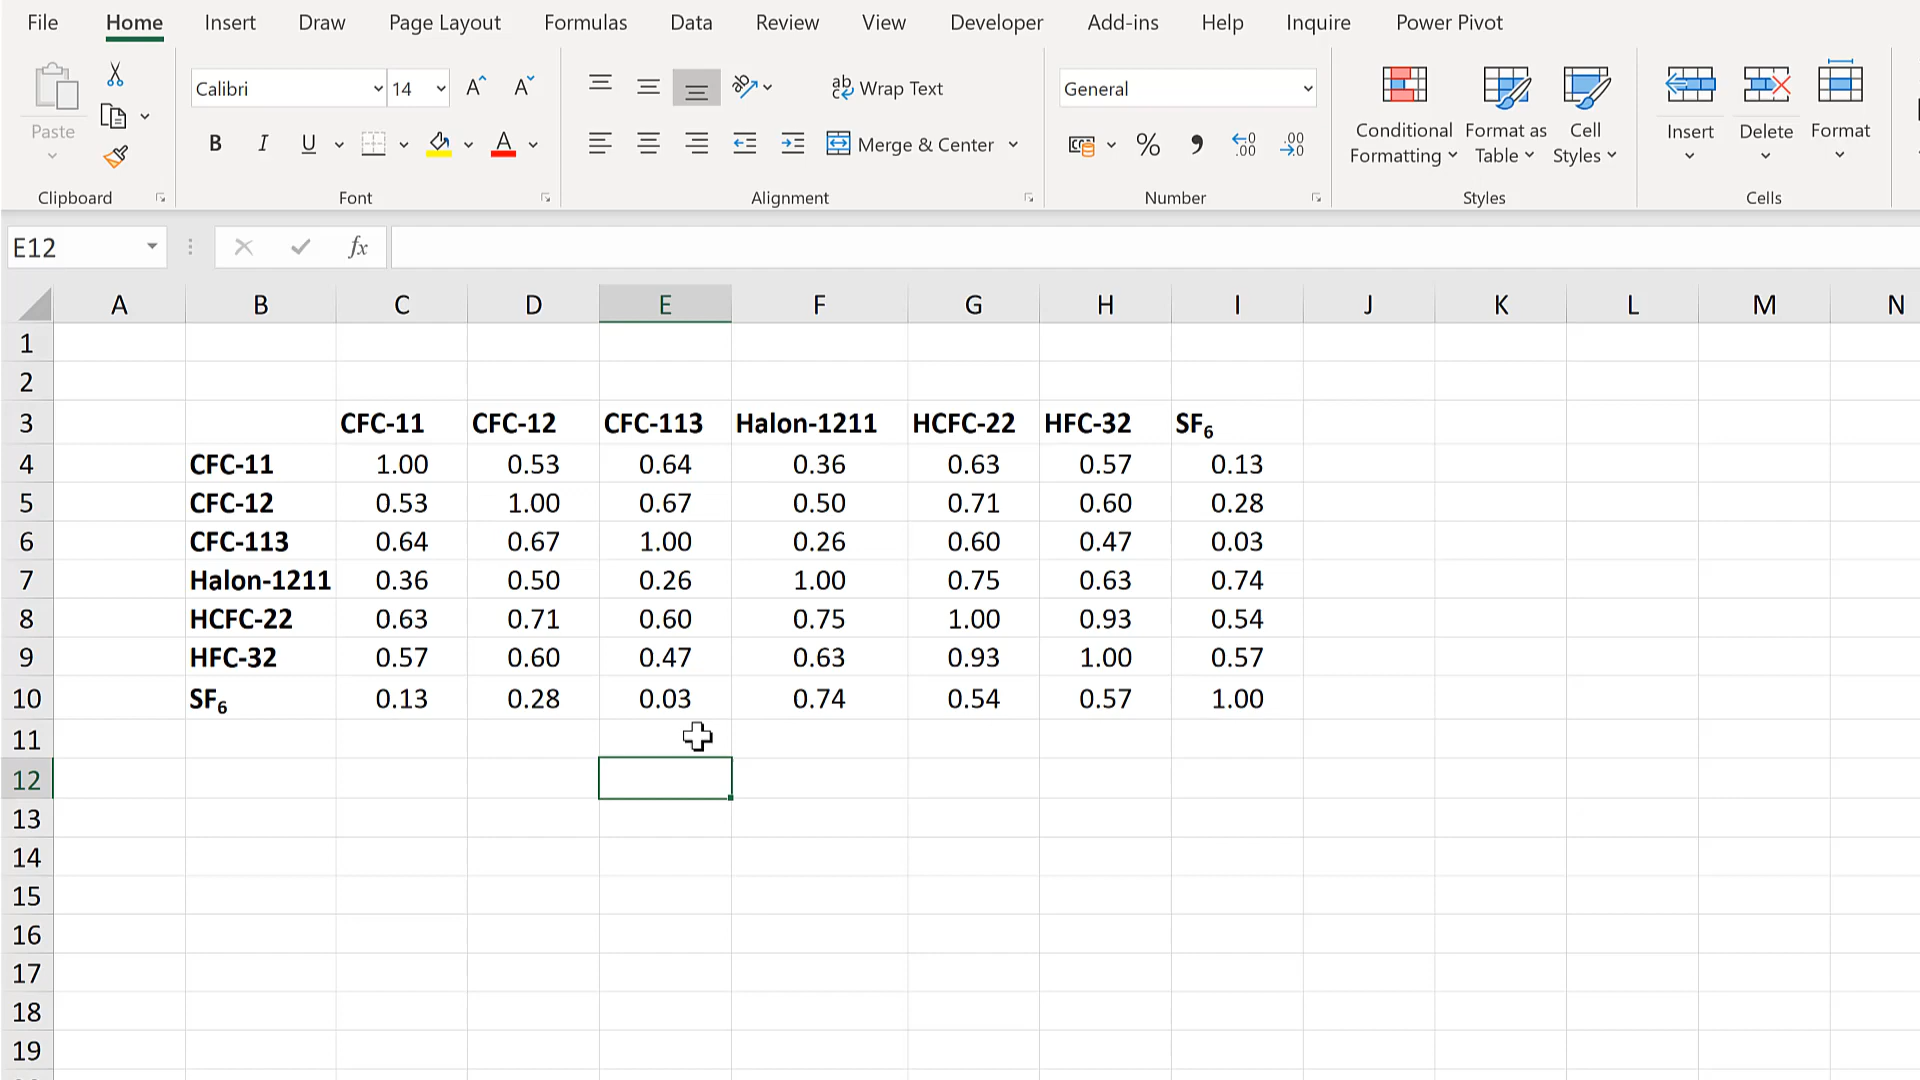 File Home Insert Draw Page Layout Formulas Data Review View Developer Add-ins Help Inquire Power Pivot
Calibri 14 A^ A˅ ab Wrap Text General
Paste Conditional Format as Cell Insert Delete Format
B I U A Merge & Center % 9 ←0 .00 .00 →0 Formatting Table Styles
Clipboard Font Alignment Number Styles Cells
E12 fx
A B C D E F G H I J K L M N
1
2
3 CFC-11 CFC-12 CFC-113 Halon-1211 HCFC-22 HFC-32 SF₆
4 CFC-11 1.00 0.53 0.64 0.36 0.63 0.57 0.13
5 CFC-12 0.53 1.00 0.67 0.50 0.71 0.60 0.28
6 CFC-113 0.64 0.67 1.00 0.26 0.60 0.47 0.03
7 Halon-1211 0.36 0.50 0.26 1.00 0.75 0.63 0.74
8 HCFC-22 0.63 0.71 0.60 0.75 1.00 0.93 0.54
9 HFC-32 0.57 0.60 0.47 0.63 0.93 1.00 0.57
10 SF₆ 0.13 0.28 0.03 0.74 0.54 0.57 1.00
11
12
13
14
15
16
17
18
19